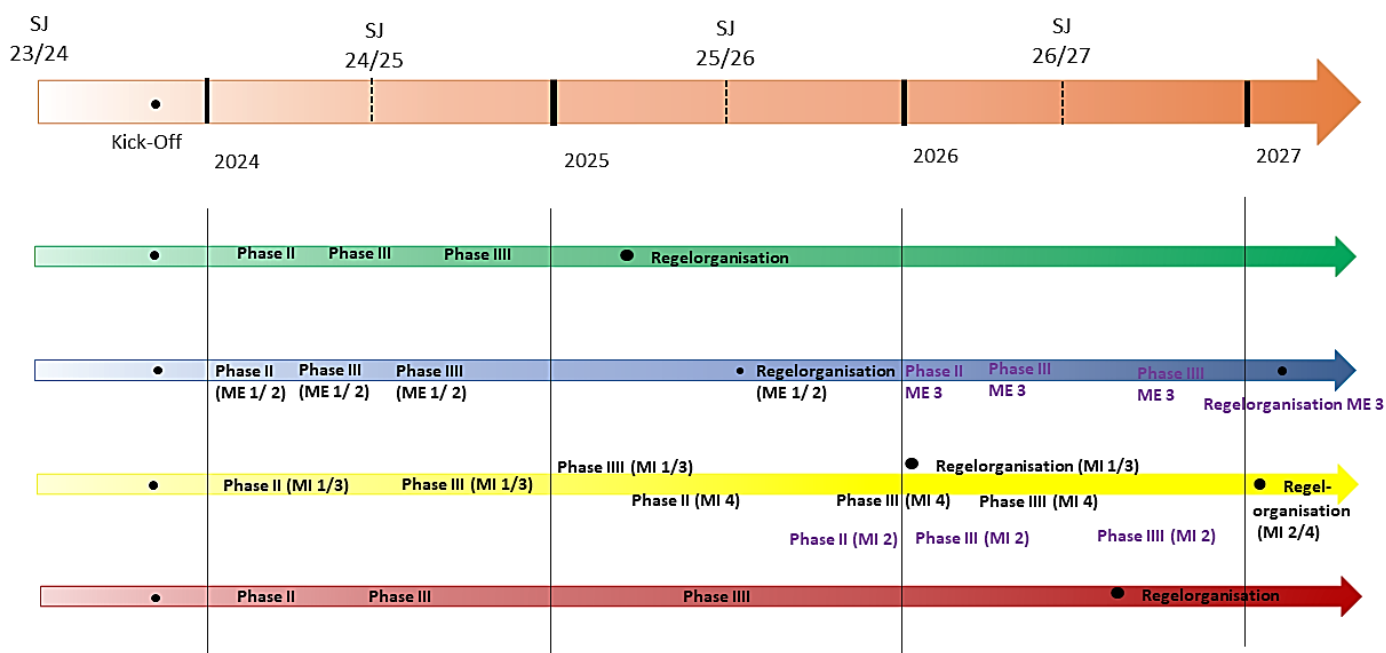 SJ
23/24
SJ
24/25
SJ
25/26
SJ
26/27
Kick-Off
2024
2025
2026
2027
Phase II
Phase III
Phase IIII
Regelorganisation
Phase II
(ME 1/ 2)
Phase III
(ME 1/ 2)
Phase IIII
(ME 1/ 2)
Regelorganisation
(ME 1/ 2)
Phase II
ME 3
Phase III
ME 3
Phase IIII
ME 3
Regelorganisation ME 3
Phase II (MI 1/3)
Phase III (MI 1/3)
Phase IIII (MI 1/3)
Regelorganisation (MI 1/3)
Phase II (MI 4)
Phase III (MI 4)
Phase IIII (MI 4)
Regel-
organisation
(MI 2/4)
Phase II (MI 2)
Phase III (MI 2)
Phase IIII (MI 2)
Phase II
Phase III
Phase IIII
Regelorganisation